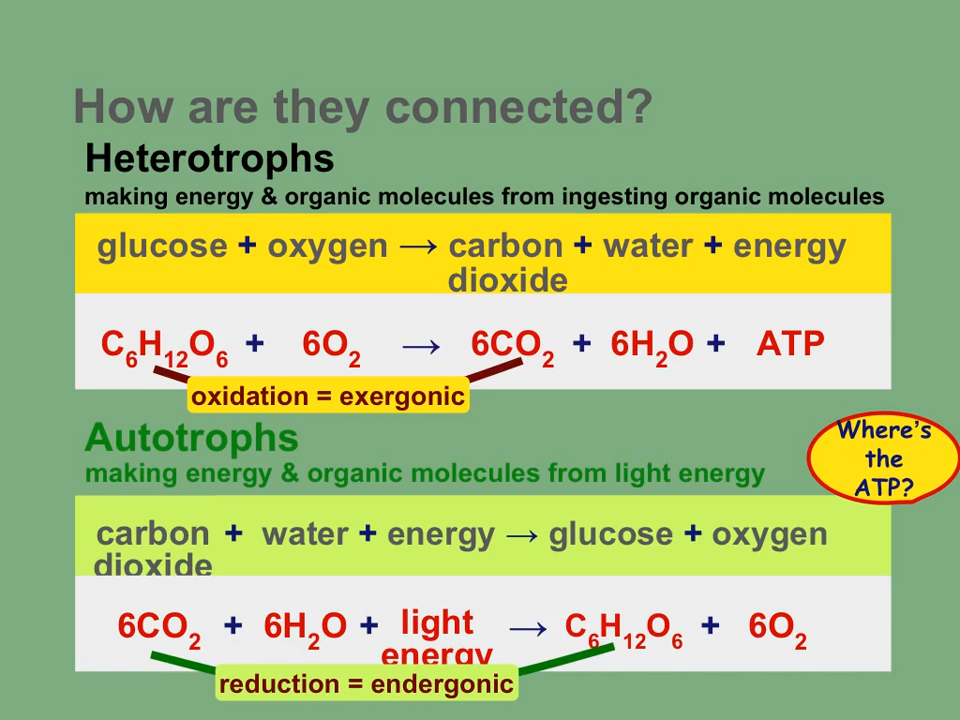 How are they connected?
Heterotrophs
making energy & organic molecules from ingesting organic molecules
glucose + oxygen → carbon + water + energy
dioxide
C₆H₁₂O₆ + 6O₂ → 6CO₂ + 6H₂O + ATP
oxidation = exergonic
Autotrophs
making energy & organic molecules from light energy
Where's
the
ATP?
carbon + water + energy → glucose + oxygen
dioxide
6CO₂ + 6H₂O + light → C₆H₁₂O₆ + 6O₂
energy
reduction = endergonic